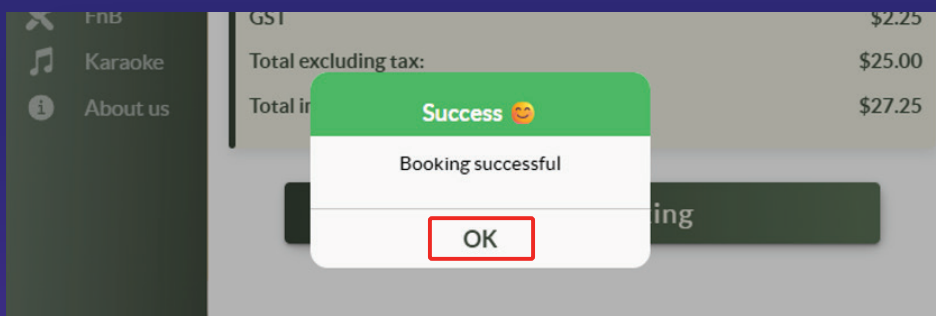 FnB
GST $2.25
Karaoke
Total excluding tax: $25.00
About us
Total in $27.25
Success 😊
Booking successful
ing
OK